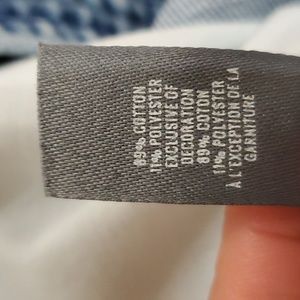 89% COTTON
11% POLYESTER
EXCLUSIVE OF
DECORATION
89% COTON
11% POLYESTER
À L'EXCEPTION DE LA
GARNITURE